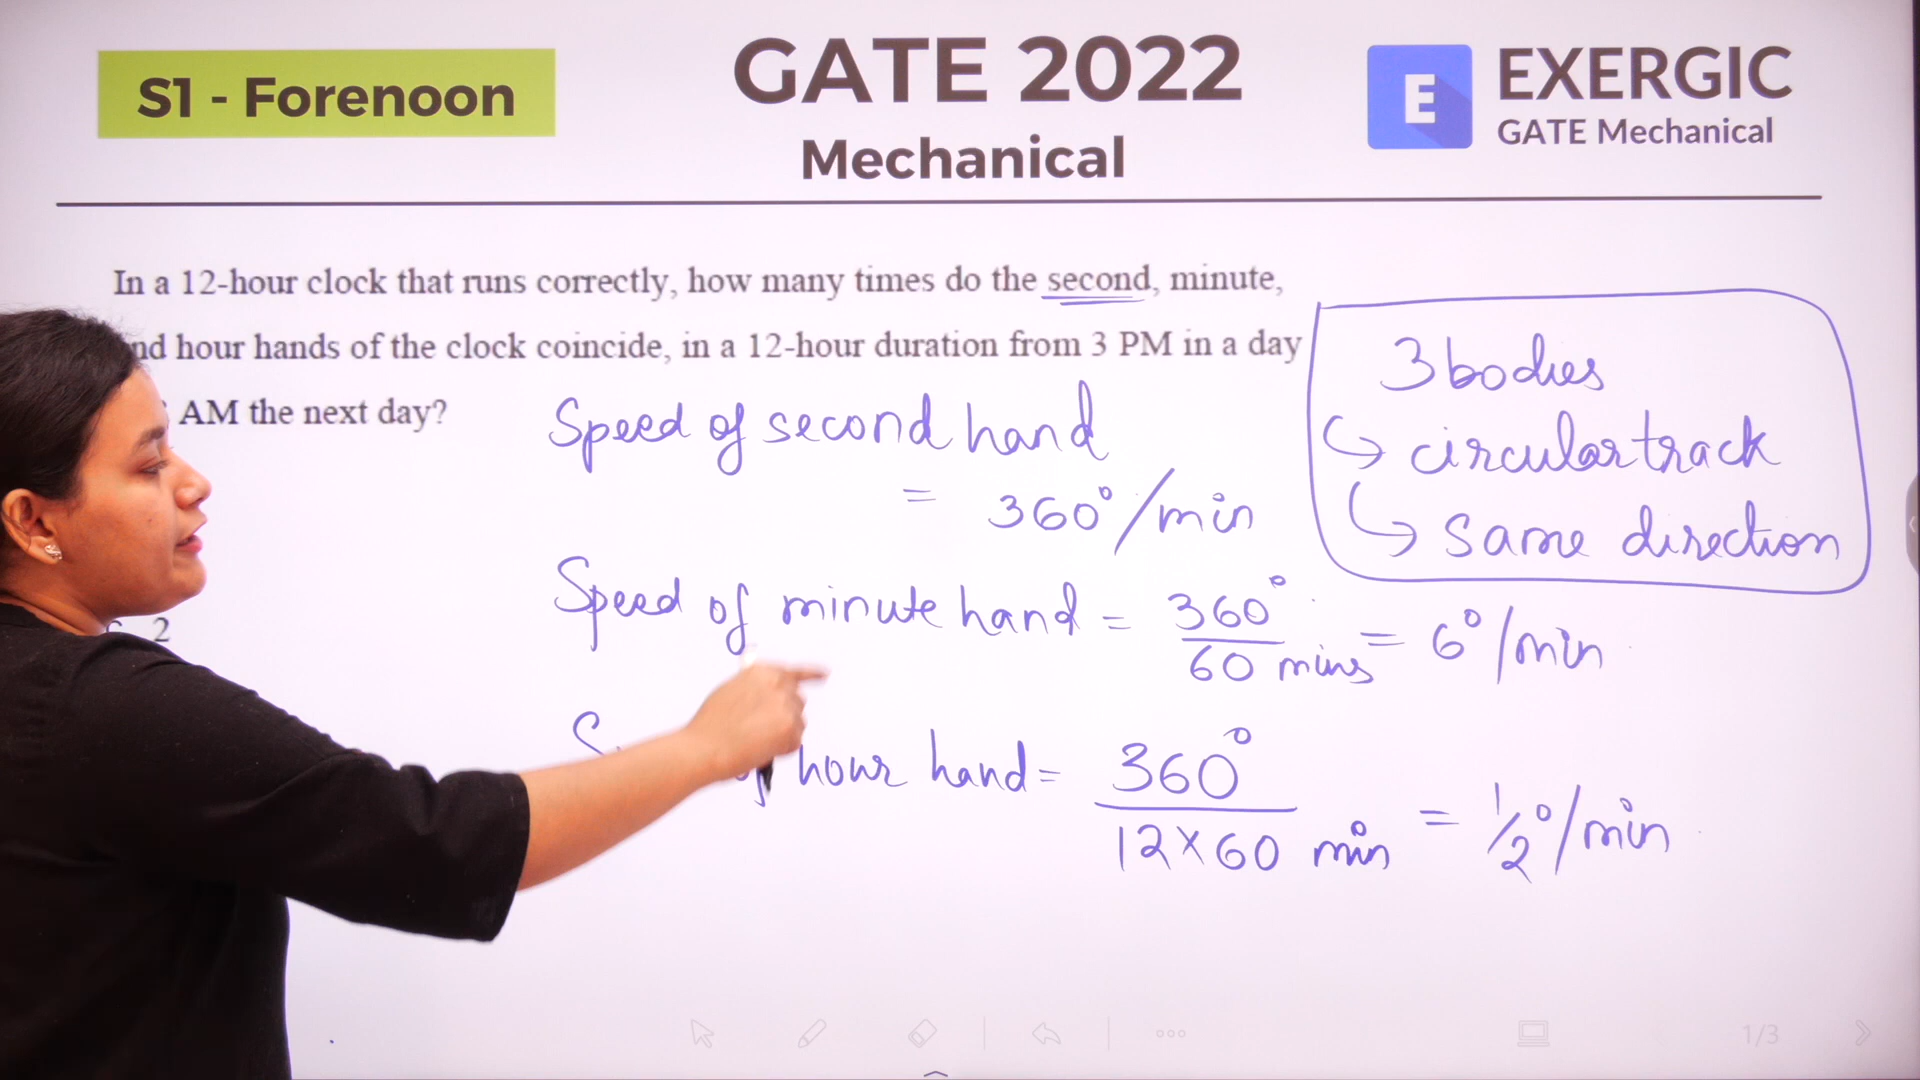 S1 - Forenoon
GATE 2022
Mechanical
E
EXERGIC
GATE Mechanical
In a 12-hour clock that runs correctly, how many times do the second, minute,
nd hour hands of the clock coincide, in a 12-hour duration from 3 PM in a day
AM the next day?
2
Speed of second hand
= 360°/min
Speed of minute hand = 360° / 60 mins = 6°/min
hour hand = 360° / 12×60 min = 1/2°/min
3 bodies
↳ circular track
↳ same direction
1/3